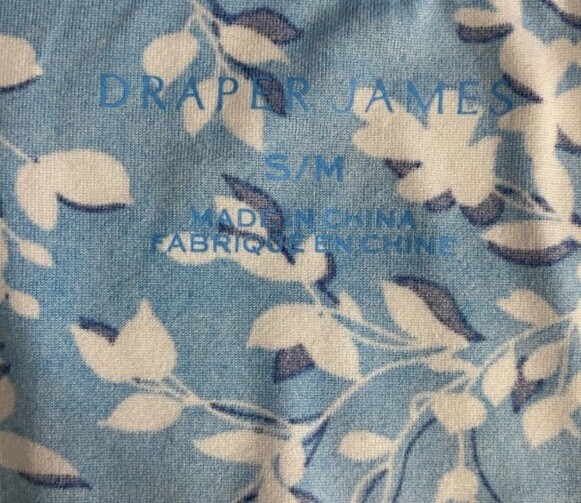 DRAPER JAMES
S/M
MADE IN CHINA
FABRIQUE EN CHINE